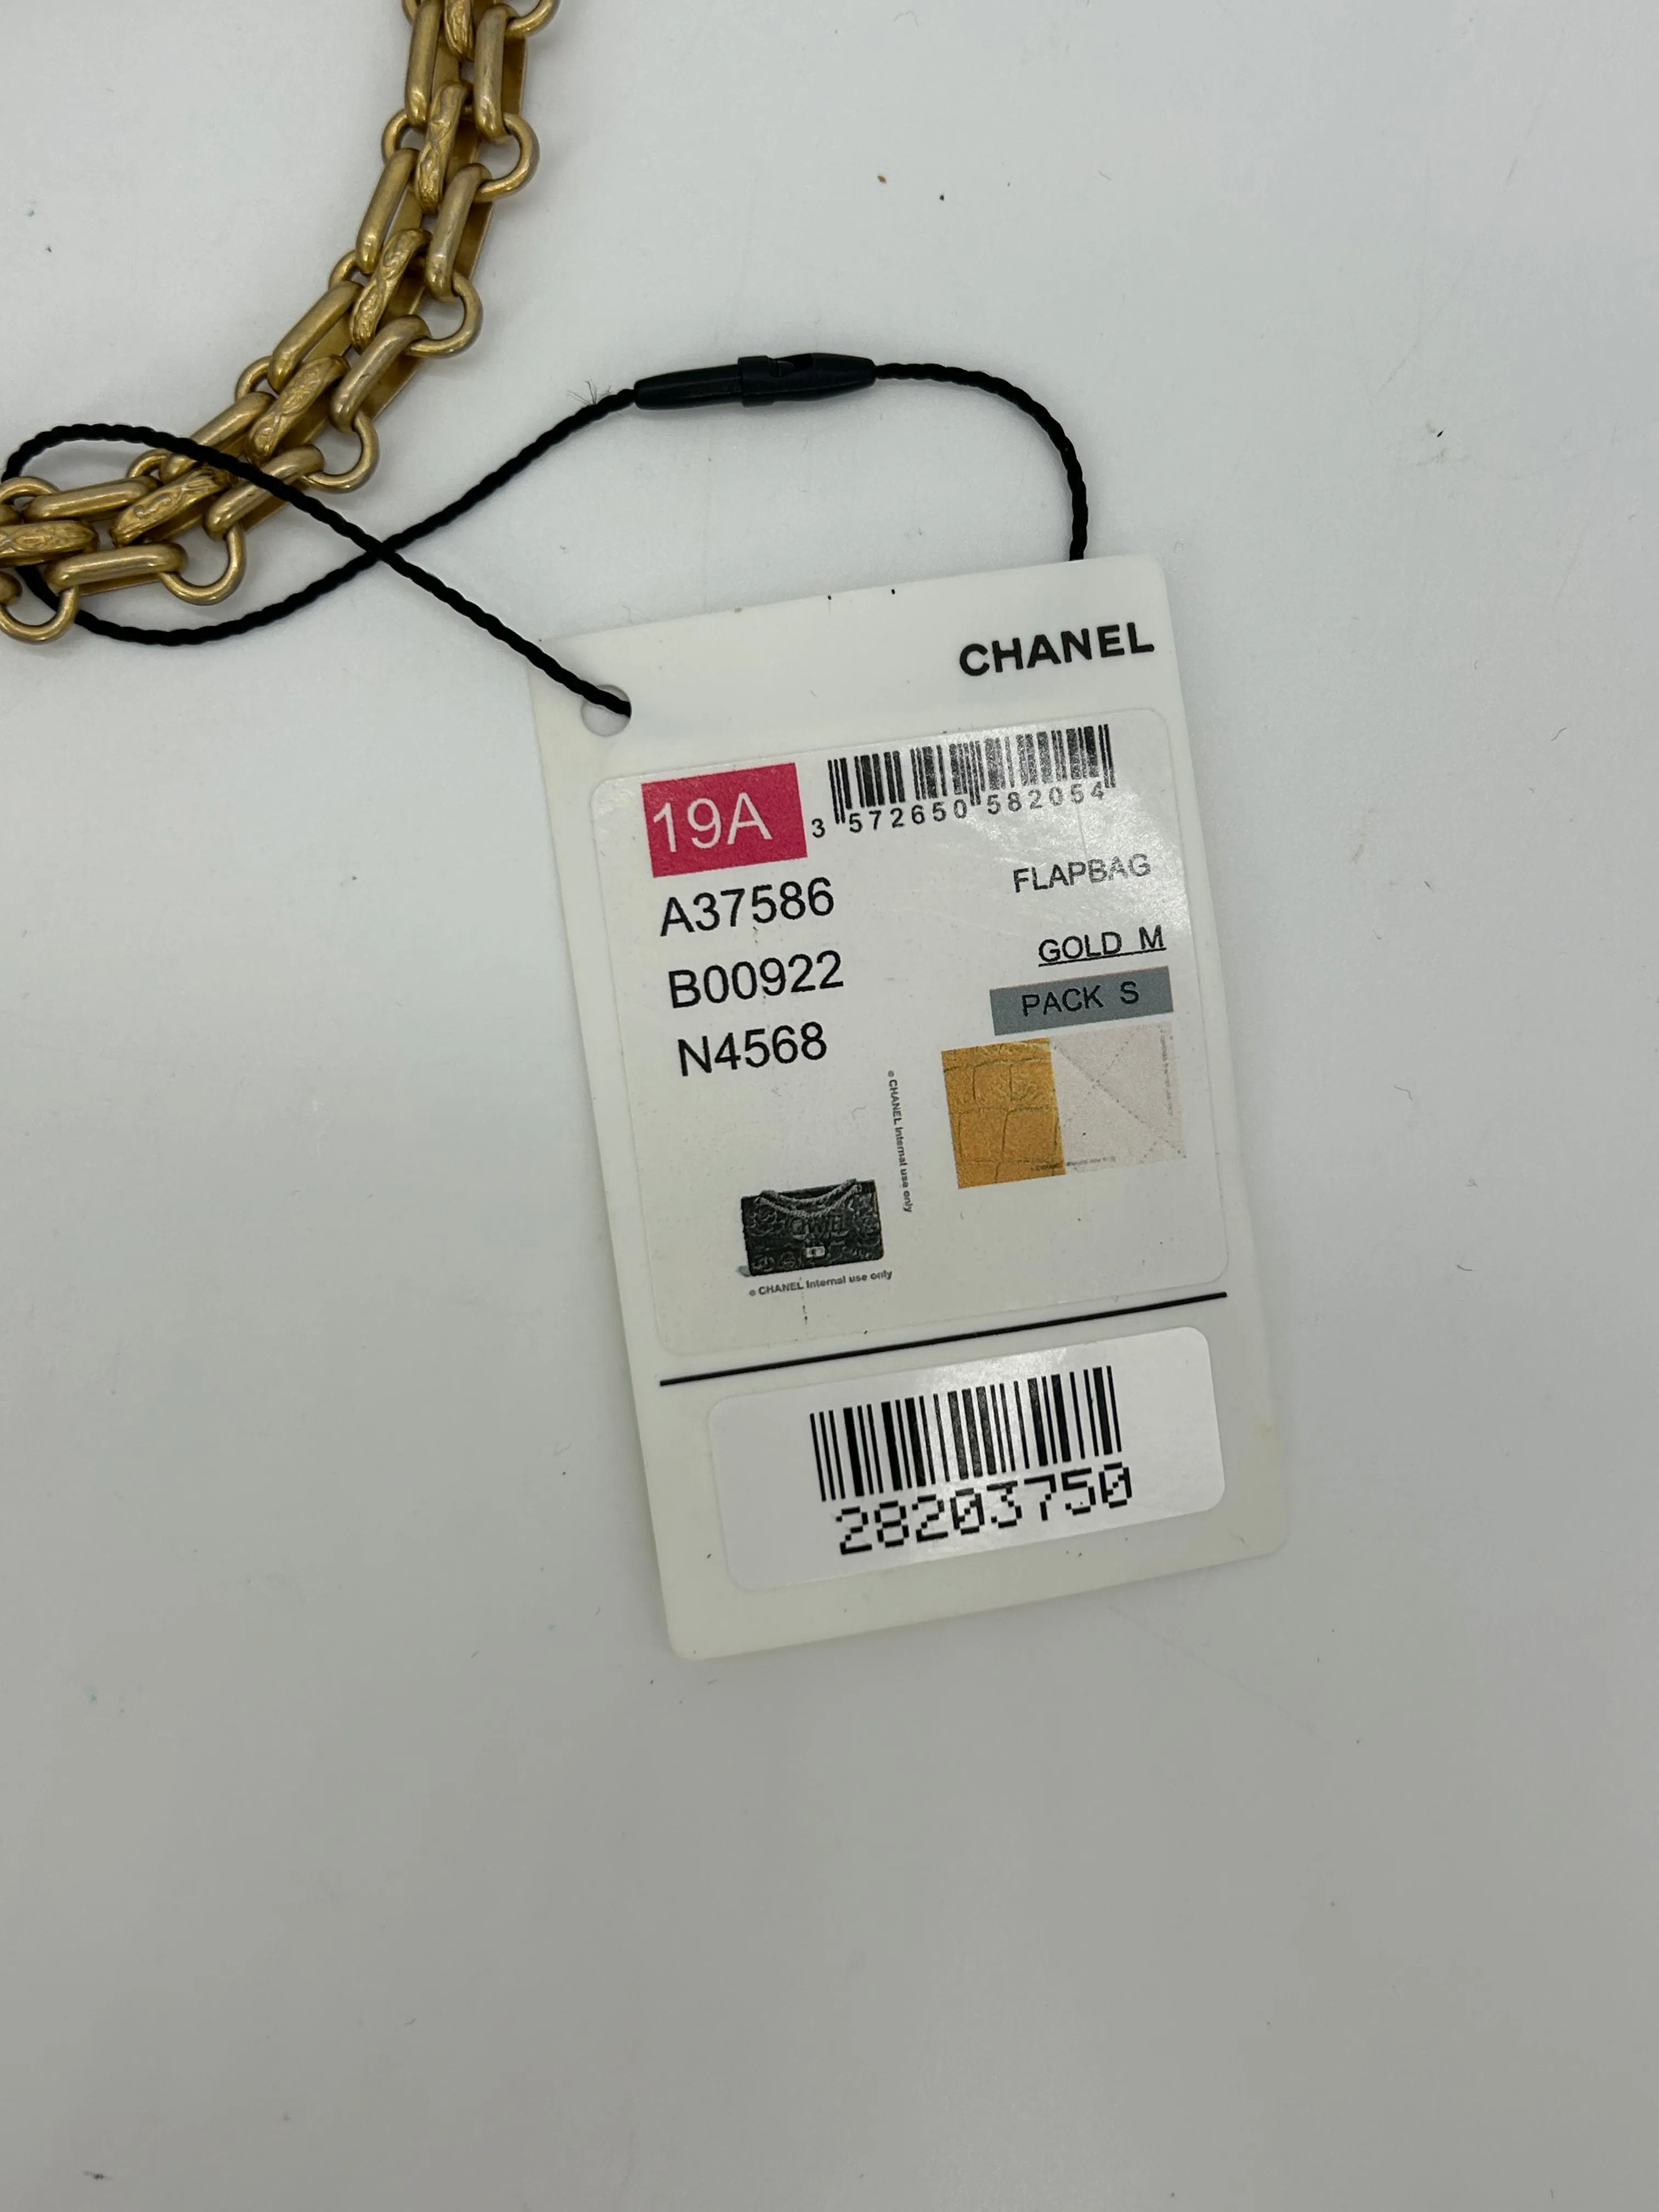 CHANEL
19A
3 572650 582054
A37586
FLAPBAG
B00922
GOLD M
N4568
PACK S
© CHANEL Internal use only
© CHANEL Internal use only
28203750